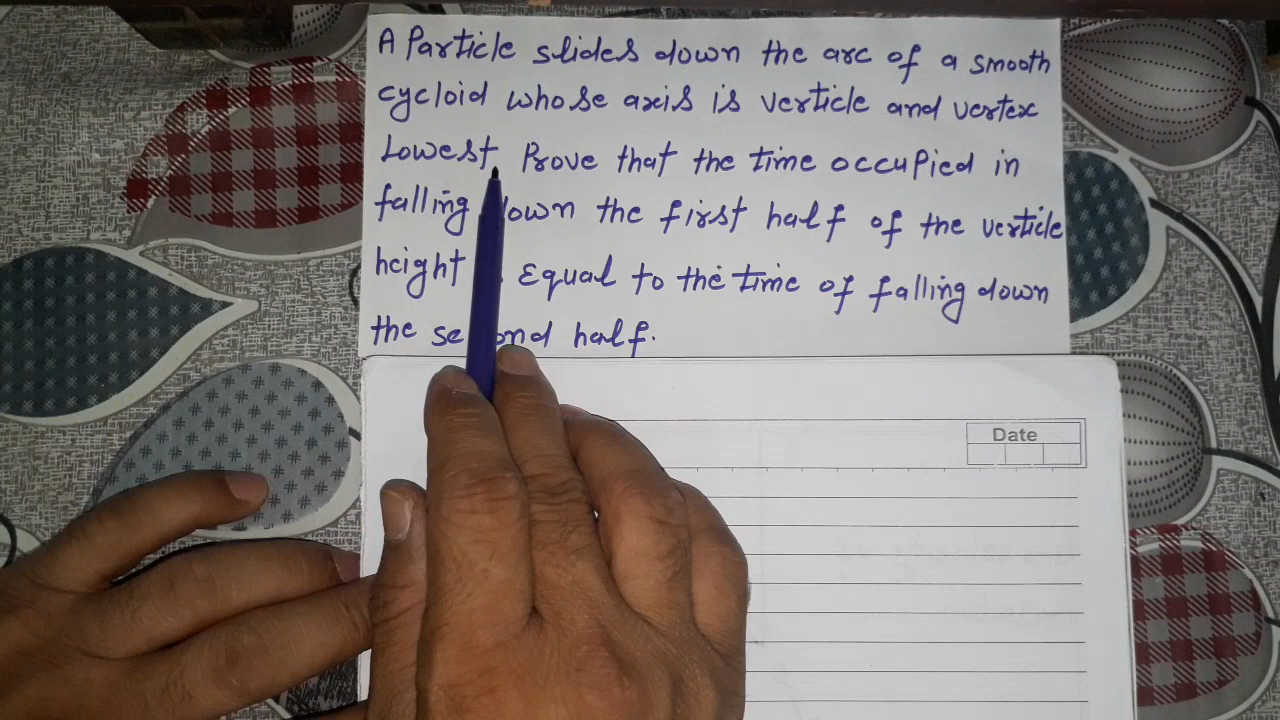 A Particle slides down the arc of a smooth
cycloid whose axis is verticle and vertex
Lowest Prove that the time occupied in
falling down the first half of the verticle
height Equal to the time of falling down
the second half.
Date